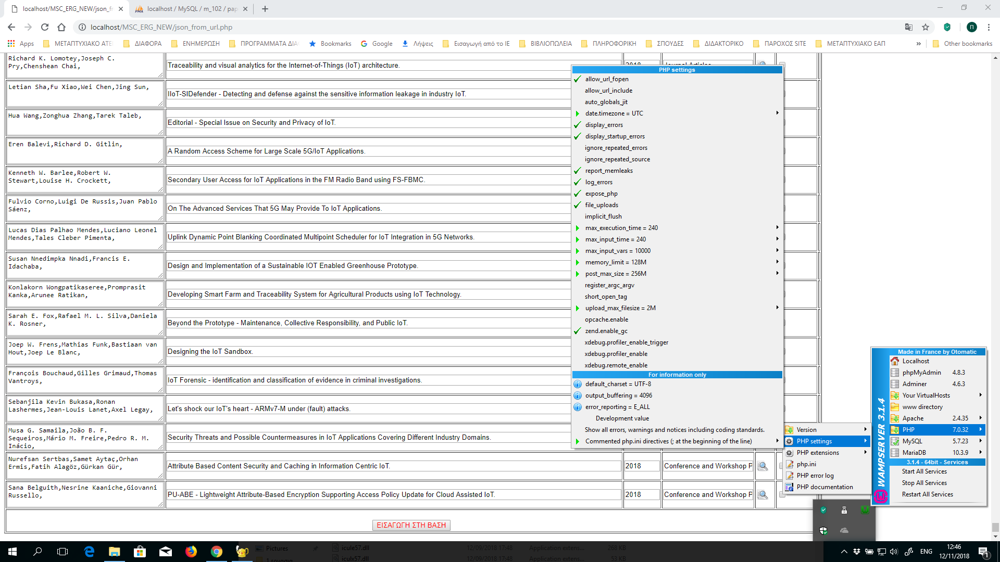 localhost/MSC_ERG_NEW/json_fr
localhost / MySQL / m_102 / pap
localhost/MSC_ERG_NEW/json_from_url.php
Apps
ΜΕΤΑΠΤΥΧΙΑΚΟ ΑΤΕΙ
ΔΙΑΦΟΡΑ
ΕΝΗΜΕΡΩΣΗ
ΠΡΟΓΡΑΜΜΑΤΑ ΔΙΑ
Bookmarks
Google
Λήψεις
Εισαγωγή από το IE
ΒΙΒΛΙΟΠΩΛΕΙΑ
ΠΛΗΡΟΦΟΡΙΚΗ
ΣΠΟΥΔΕΣ
ΔΙΔΑΚΤΟΡΙΚΟ
ΠΑΡΟΧΟΣ SITE
ΜΕΤΑΠΤΥΧΙΑΚΟ ΕΑΠ
»
Other bookmarks
Richard K. Lomotey,Joseph C.
Pry,Chenshean Chai,
Traceability and visual analytics for the Internet-of-Things (IoT) architecture.
2018
Journal Articles
Letian Sha,Fu Xiao,Wei Chen,Jing Sun,
IIoT-SIDefender - Detecting and defense against the sensitive information leakage in industry IoT.
Hua Wang,Zonghua Zhang,Tarek Taleb,
Editorial - Special Issue on Security and Privacy of IoT.
Eren Balevi,Richard D. Gitlin,
A Random Access Scheme for Large Scale 5G/IoT Applications.
Kenneth W. Barlee,Robert W.
Stewart,Louise H. Crockett,
Secondary User Access for IoT Applications in the FM Radio Band using FS-FBMC.
Fulvio Corno,Luigi De Russis,Juan Pablo
Sáenz,
On The Advanced Services That 5G May Provide To IoT Applications.
Lucas Dias Palhao Mendes,Luciano Leonel
Mendes,Tales Cleber Pimenta,
Uplink Dynamic Point Blanking Coordinated Multipoint Scheduler for IoT Integration in 5G Networks.
Susan Nnedimpka Nnadi,Francis E.
Idachaba,
Design and Implementation of a Sustainable IOT Enabled Greenhouse Prototype.
Konlakorn Wongpatikaseree,Promprasit
Kanka,Arunee Ratikan,
Developing Smart Farm and Traceability System for Agricultural Products using IoT Technology.
Sarah E. Fox,Rafael M. L. Silva,Daniela
K. Rosner,
Beyond the Prototype - Maintenance, Collective Responsibility, and Public IoT.
Joep W. Frens,Mathias Funk,Bastiaan van
Hout,Joep Le Blanc,
Designing the IoT Sandbox.
François Bouchaud,Gilles Grimaud,Thomas
Vantroys,
IoT Forensic - identification and classification of evidence in criminal investigations.
Sebanjila Kevin Bukasa,Ronan
Lashermes,Jean-Louis Lanet,Axel Legay,
Let's shock our IoT's heart - ARMv7-M under (fault) attacks.
Musa G. Samaila,João B. F.
Sequeiros,Mário M. Freire,Pedro R. M.
Inácio,
Security Threats and Possible Countermeasures in IoT Applications Covering Different Industry Domains.
Nurefsan Sertbas,Samet Aytaç,Orhan
Ermis,Fatih Alagöz,Gürkan Gür,
Attribute Based Content Security and Caching in Information Centric IoT.
2018
Conference and Workshop P
Sana Belguith,Nesrine Kaaniche,Giovanni
Russello,
PU-ABE - Lightweight Attribute-Based Encryption Supporting Access Policy Update for Cloud Assisted IoT.
2018
Conference and Workshop P
ΕΙΣΑΓΩΓΗ ΣΤΗ ΒΑΣΗ
PHP settings
allow_url_fopen
allow_url_include
auto_globals_jit
date.timezone = UTC
display_errors
display_startup_errors
ignore_repeated_errors
ignore_repeated_source
report_memleaks
log_errors
expose_php
file_uploads
implicit_flush
max_execution_time = 240
max_input_time = 240
max_input_vars = 10000
memory_limit = 128M
post_max_size = 256M
register_argc_argv
short_open_tag
upload_max_filesize = 2M
opcache.enable
zend.enable_gc
xdebug.profiler_enable_trigger
xdebug.profiler_enable
xdebug.remote_enable
For information only
default_charset = UTF-8
output_buffering = 4096
error_reporting = E_ALL
Development value
Show all errors, warnings and notices including coding standards.
Commented php.ini directives (; at the beginning of the line)
Version
PHP settings
PHP extensions
php.ini
PHP error log
PHP documentation
WAMPSERVER 3.1.4
Made in France by Otomatic
Localhost
phpMyAdmin 4.8.3
Adminer 4.6.3
Your VirtualHosts
www directory
Apache 2.4.35
PHP 7.0.32
MySQL 5.7.23
MariaDB 10.3.9
3.1.4 - 64bit - Services
Start All Services
Stop All Services
Restart All Services
Pictures
icule57.dll 12/09/2018 17:48 Application extens... 268 KB
iculx57.dll 12/09/2018 17:48 Application extens... 53 KB
ENG
12:46
12/11/2018
1